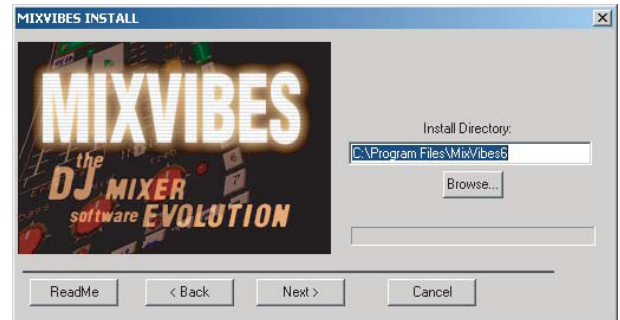 MIXVIBES INSTALL
MIXVIBES
the
DJ MIXER
software EVOLUTION
Install Directory:
C:\Program Files\MixVibes6
Browse...
ReadMe
< Back
Next >
Cancel